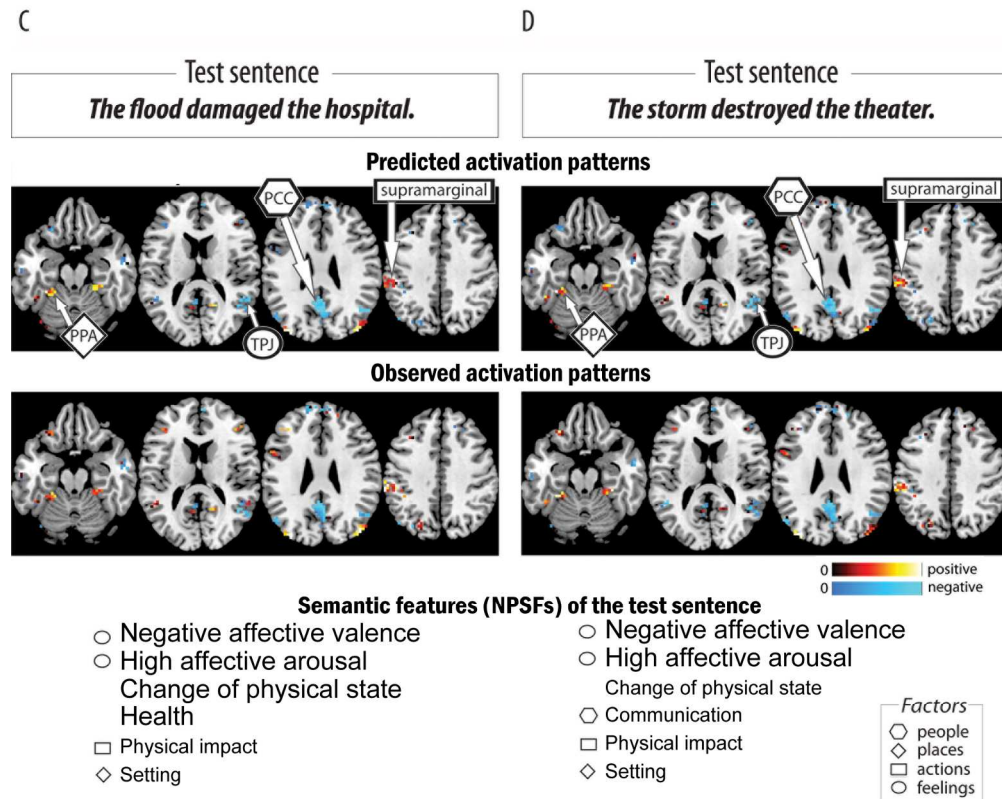 C
D
Test sentence
The flood damaged the hospital.
Test sentence
The storm destroyed the theater.
Predicted activation patterns
PCC
supramarginal
PPA
TPJ
PCC
supramarginal
PPA
TPJ
Observed activation patterns
0 positive
0 negative
Semantic features (NPSFs) of the test sentence
Negative affective valence
High affective arousal
Change of physical state
Health
Physical impact
Setting
Negative affective valence
High affective arousal
Change of physical state
Communication
Physical impact
Setting
Factors
people
places
actions
feelings